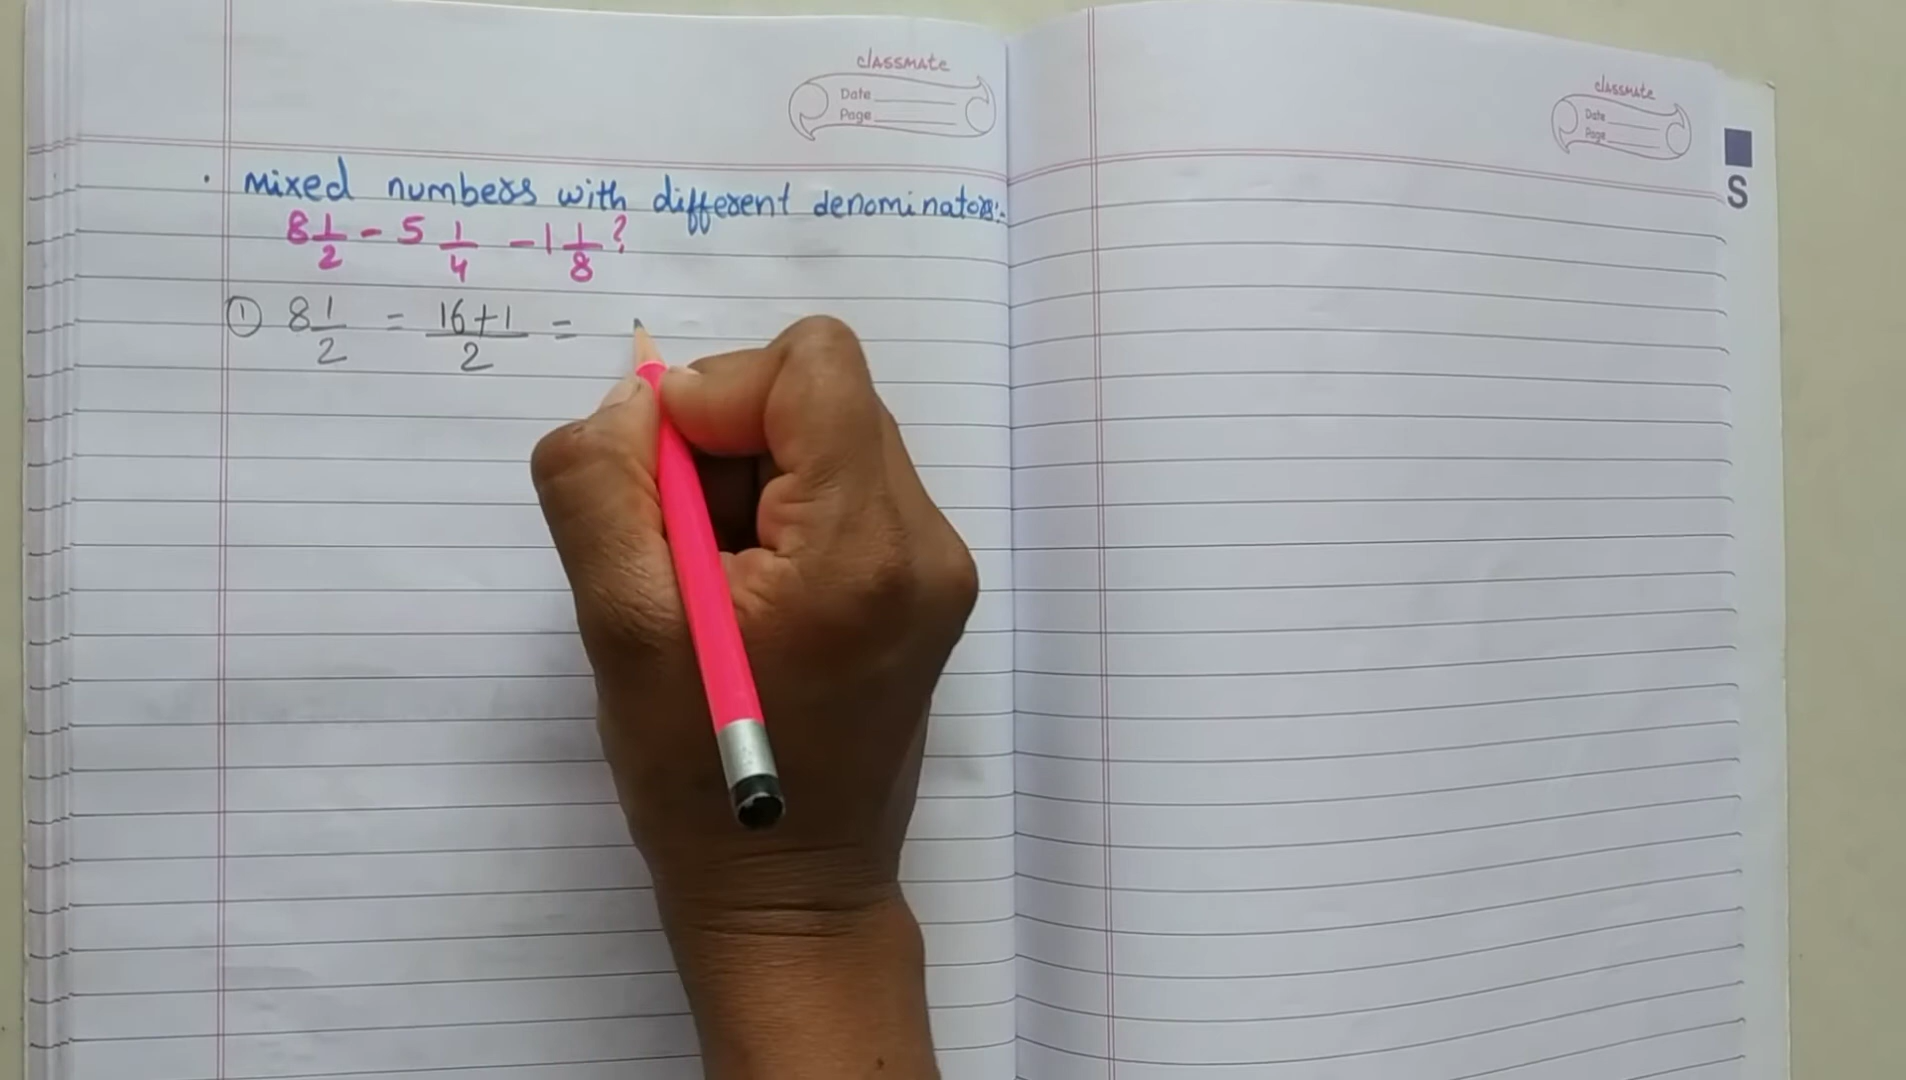 classmate
Date
Page
classmate
Date
Page
S
. mixed numbers with different denominators:.
8 1/2 - 5 1/4 - 1 1/8 ?
① 8 1/2 = 16+1/2 =